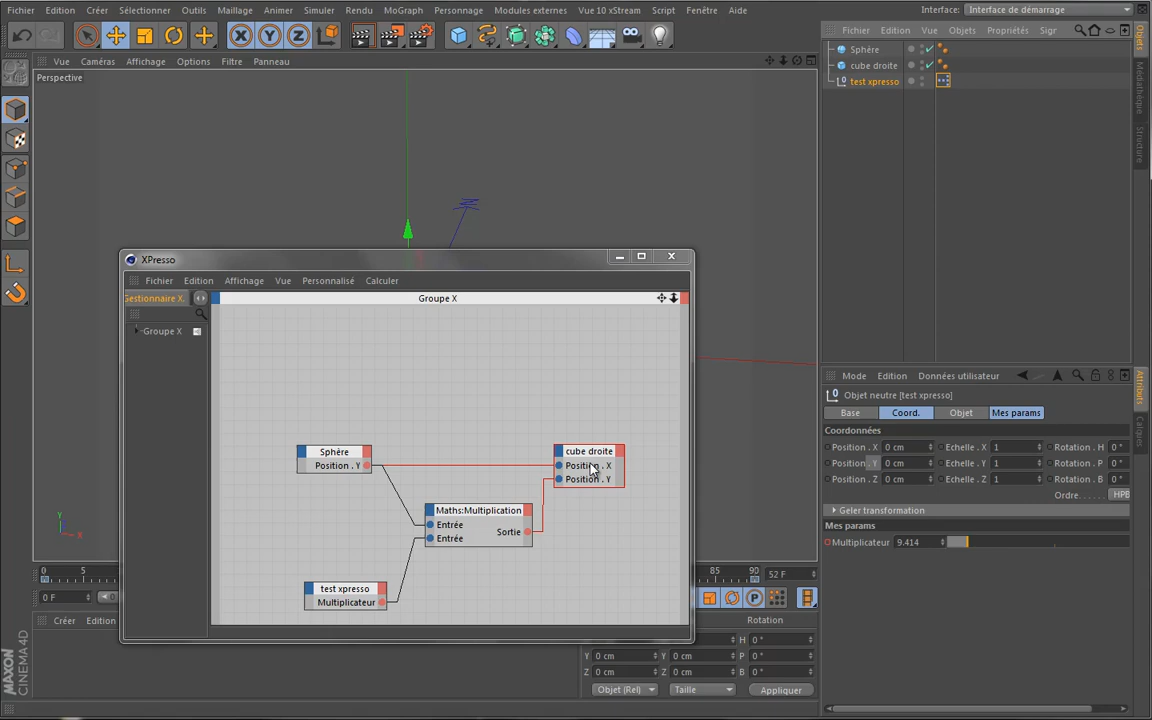 Fichier Edition Créer Sélectionner Outils Maillage Animer Simuler Rendu MoGraph Personnage Modules externes Vue 10 xStream Script Fenêtre Aide Interface: Interface de démarrage
Fichier Edition Vue Objets Propriétés Sigr
Sphère
cube droite
test xpresso
Objets
Médiathèque
Structure
Vue Caméras Affichage Options Filtre Panneau
Perspective
XPresso
Fichier Edition Affichage Vue Personnalisé Calculer
Gestionnaire X. Groupe X
Groupe X
Sphère
Position . Y
cube droite
Position . X
Position . Y
Maths:Multiplication
Entrée
Entrée
Sortie
test xpresso
Multiplicateur
Mode Edition Données utilisateur
Objet neutre [test xpresso]
Base Coord. Objet Mes params
Coordonnées
Position . X 0 cm Echelle . X 1 Rotation . H 0 °
Position . Y 0 cm Echelle . Y 1 Rotation . P 0 °
Position . Z 0 cm Echelle . Z 1 Rotation . B 0 °
Ordre..... HPB
Geler transformation
Mes params
Multiplicateur 9.414
Attributs
Calques
Y
X
0 5 85 90 52 F
0 F
Créer Edition
Rotation
H 0 °
Y 0 cm Y 0 cm P 0 °
Z 0 cm Z 0 cm B 0 °
Objet (Rel) Taille Appliquer
MAXON
CINEMA 4D